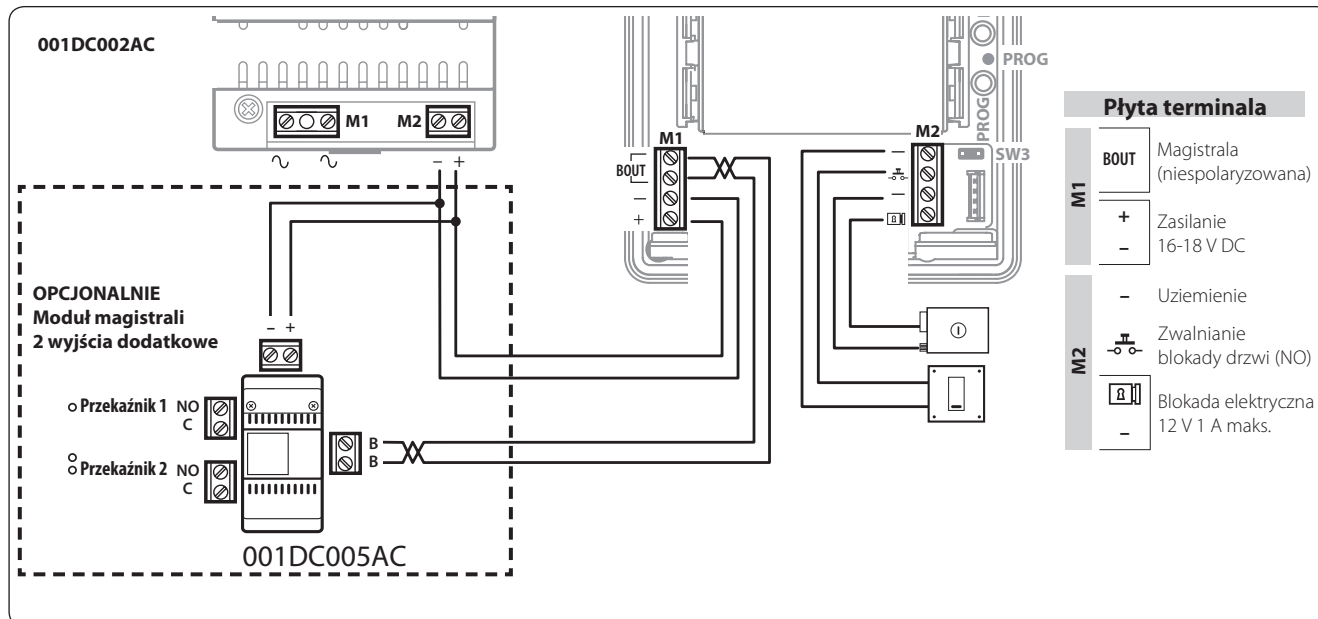 001DC002AC
M1
M2
– +
OPCJONALNIE
Moduł magistrali
2 wyjścia dodatkowe
– +
Przekaźnik 1 NO
C
Przekaźnik 2 NO
C
B
B
001DC005AC
M1
BOUT
–
+
PROG
PROG
M2
SW3
–
–
Płyta terminala
M1
BOUT
Magistrala
(niespolaryzowana)
+
–
Zasilanie
16-18 V DC
M2
– Uziemienie
Zwalnianie
blokady drzwi (NO)
–
Blokada elektryczna
12 V 1 A maks.